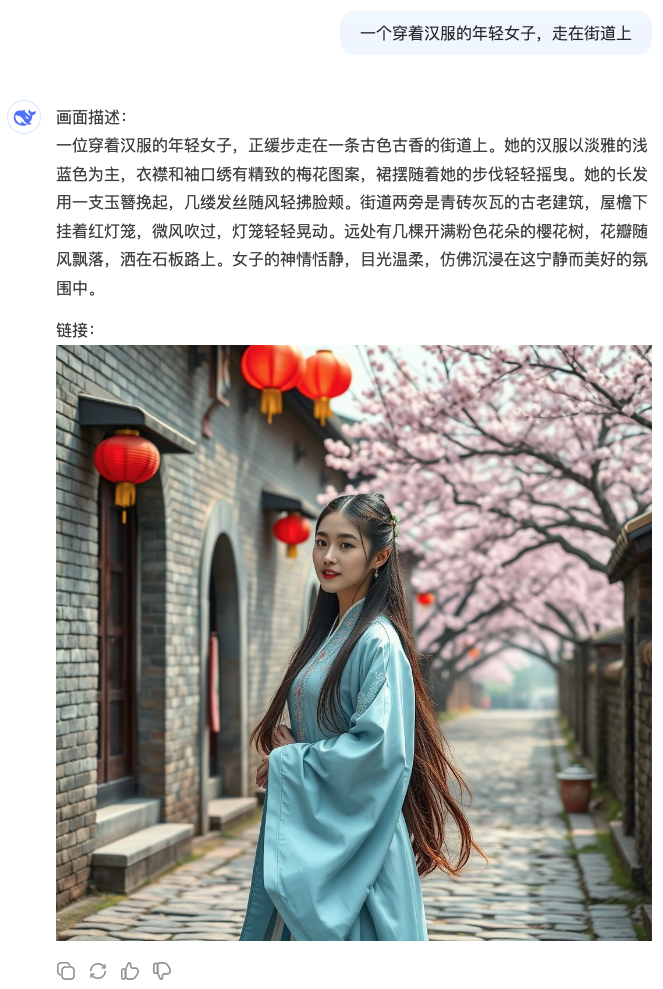 一个穿着汉服的年轻女子，走在街道上
画面描述：
一位穿着汉服的年轻女子，正缓步走在一条古色古香的街道上。她的汉服以淡雅的浅
蓝色为主，衣襟和袖口绣有精致的梅花图案，裙摆随着她的步伐轻轻摇曳。她的长发
用一支玉簪挽起，几缕发丝随风轻拂脸颊。街道两旁是青砖灰瓦的古老建筑，屋檐下
挂着红灯笼，微风吹过，灯笼轻轻晃动。远处有几棵开满粉色花朵的樱花树，花瓣随
风飘落，洒在石板路上。女子的神情恬静，目光温柔，仿佛沉浸在这宁静而美好的氛
围中。
链接：